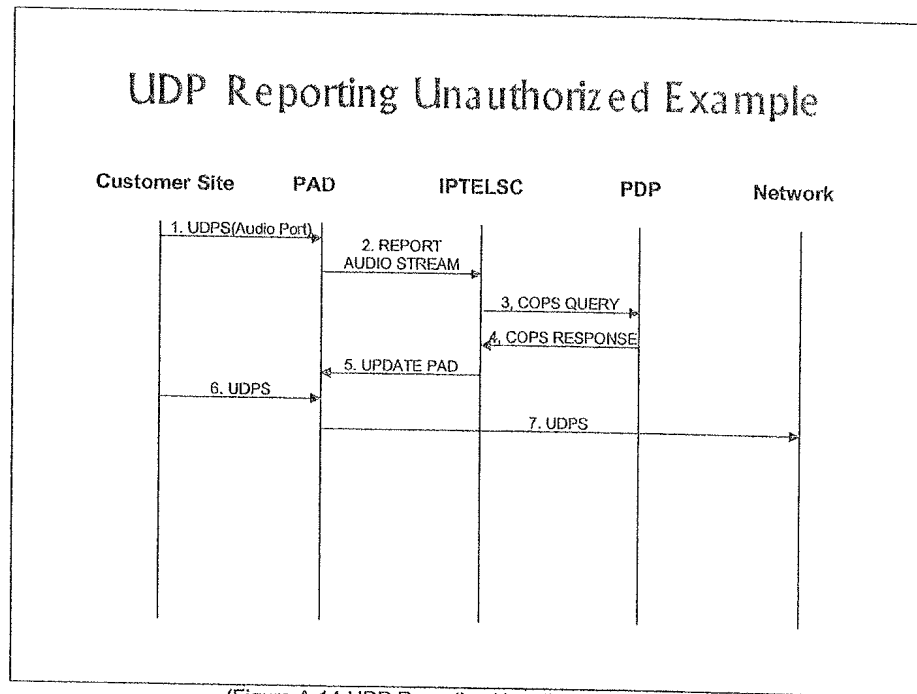 UDP Reporting Unauthorized Example
Customer Site PAD IPTELSC PDP Network
1. UDPS(Audio Port)
2. REPORT
AUDIO STREAM
3, COPS QUERY
4, COPS RESPONSE
5. UPDATE PAD
6. UDPS
7. UDPS